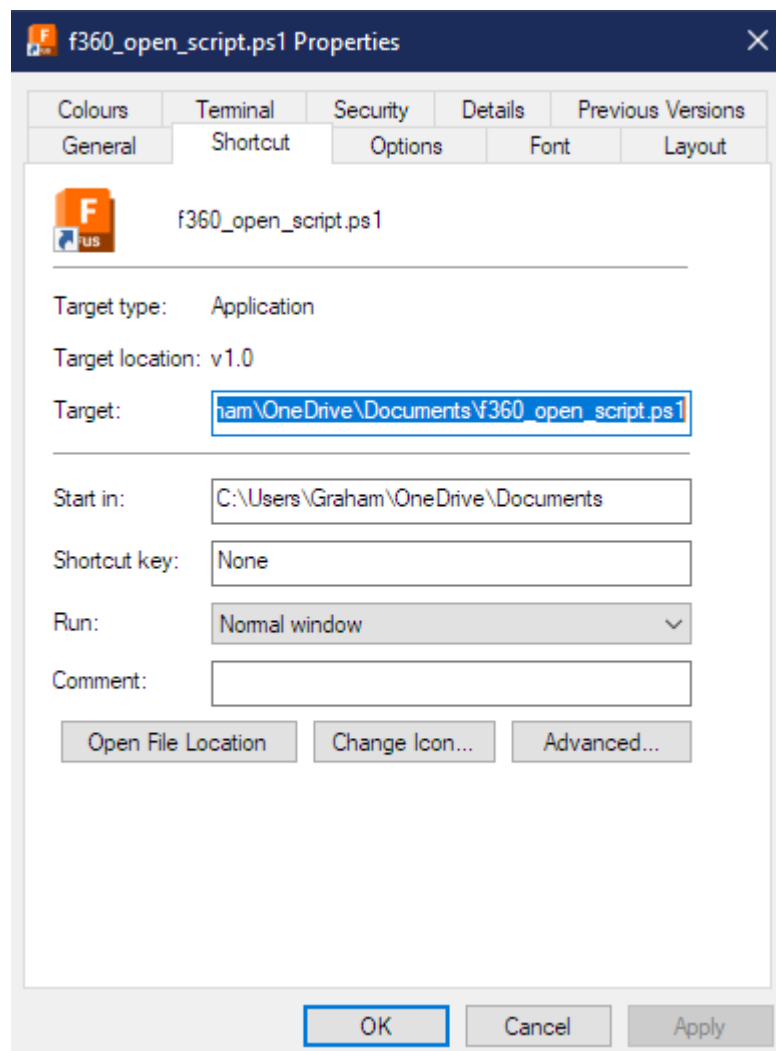 f360_open_script.ps1 Properties
Colours Terminal Security Details Previous Versions
General Shortcut Options Font Layout
F
FUS
f360_open_script.ps1
Target type: Application
Target location: v1.0
Target: ham\OneDrive\Documents\f360_open_script.ps1
Start in: C:\Users\Graham\OneDrive\Documents
Shortcut key: None
Run: Normal window
Comment:
Open File Location Change Icon... Advanced...
OK Cancel Apply